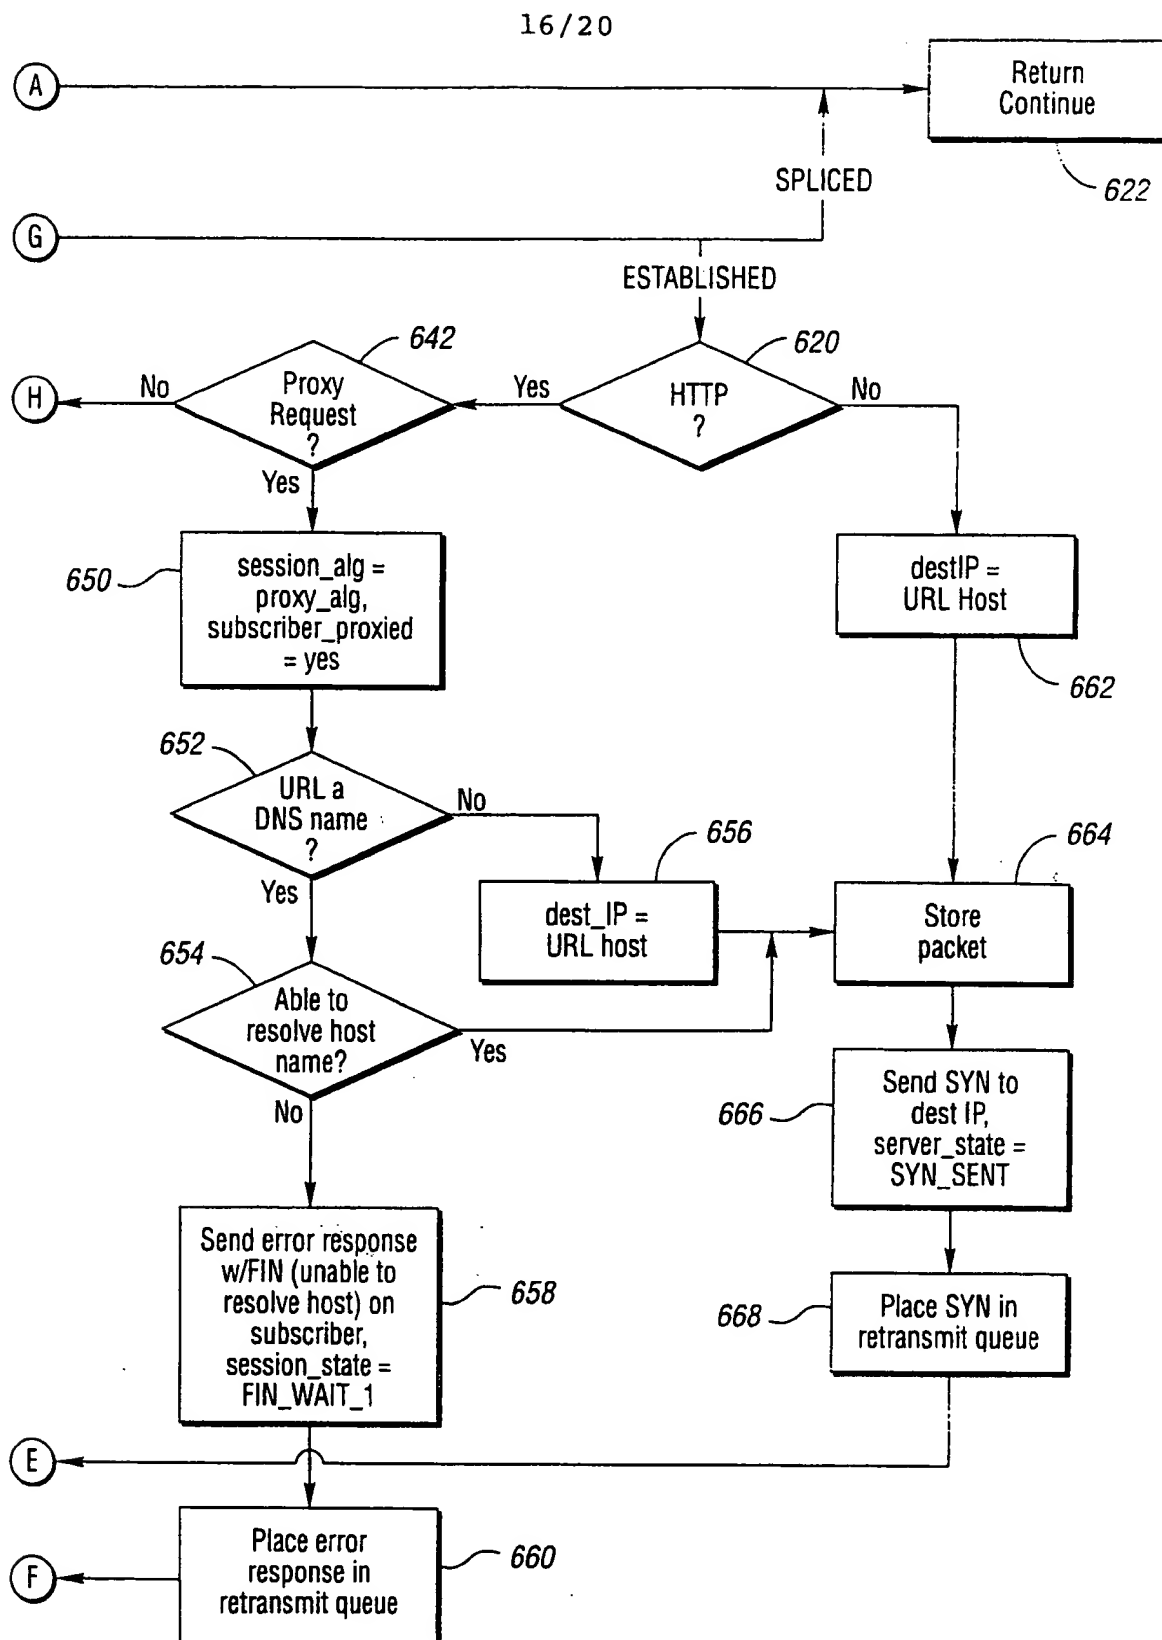 16/20
A
Return
Continue
622
SPLICED
G
ESTABLISHED
642
620
H
No
Proxy
Request
?
Yes
HTTP
?
No
Yes
650
session_alg =
proxy_alg,
subscriber_proxied
= yes
destIP =
URL Host
662
652
URL a
DNS name
?
No
Yes
656
664
dest_IP =
URL host
Store
packet
654
Able to
resolve host
name?
Yes
No
666
Send SYN to
dest IP,
server_state =
SYN_SENT
Send error response
w/FIN (unable to
resolve host) on
subscriber,
session_state =
FIN_WAIT_1
658
668
Place SYN in
retransmit queue
E
Place error
response in
retransmit queue
660
F